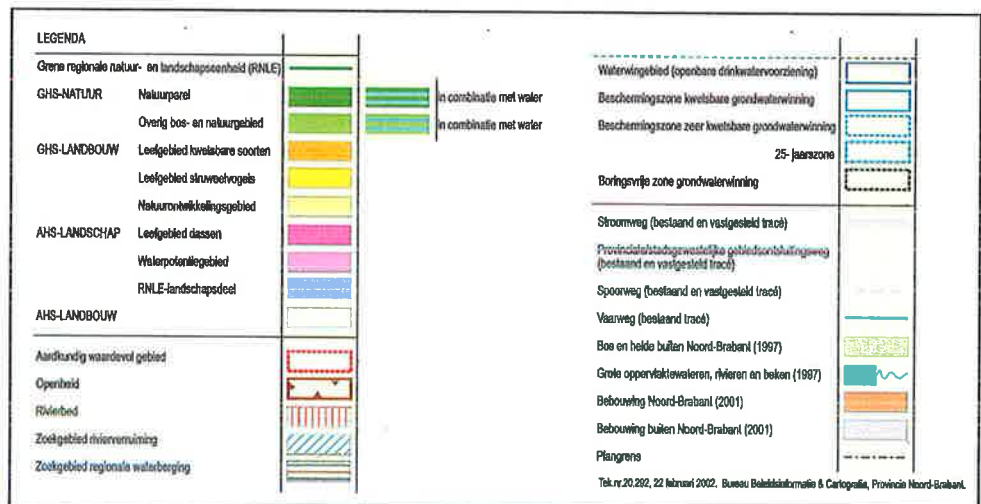 LEGENDA
Grens regionale natuur- en landschapseenheid (RNLE)
GHS-NATUUR Natuurparel in combinatie met water
Overig bos- en natuurgebied in combinatie met water
GHS-LANDBOUW Leefgebied kwetsbare soorten
Leefgebied struweelvogels
Natuurontwikkelingsgebied
AHS-LANDSCHAP Leefgebied dassen
Waterpotentiegebied
RNLE-landschapsdeel
AHS-LANDBOUW
Aardkundig waardevol gebied
Openheid
Rivierbed
Zoekgebied rivierverruiming
Zoekgebied regionale waterberging
Waterwingebied (openbare drinkwatervoorziening)
Beschermingszone kwetsbare grondwaterwinning
Beschermingszone zeer kwetsbare grondwaterwinning
25- jaarszone
Boringsvrije zone grondwaterwinning
Stroomweg (bestaand en vastgesteld tracé)
Provinciale/stadsgewestelijke gebiedsontsluitingsweg
(bestaand en vastgesteld tracé)
Spoorweg (bestaand en vastgesteld tracé)
Vaarweg (bestaand tracé)
Bos en heide buiten Noord-Brabant (1997)
Grote oppervlaktewateren, rivieren en beken (1997)
Bebouwing Noord-Brabant (2001)
Bebouwing buiten Noord-Brabant (2001)
Plangrens
Tek.nr.20.292, 22 februari 2002. Bureau Beleidsinformatie & Cartografie, Provincie Noord-Brabant.